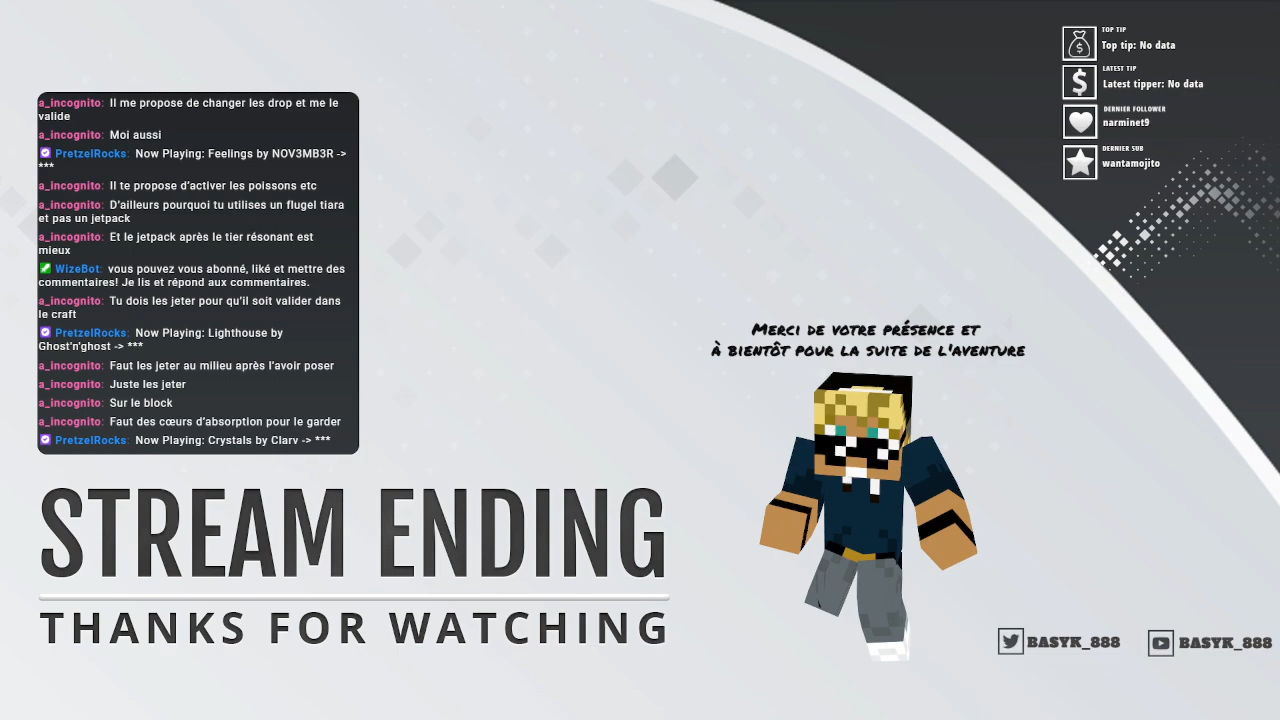 a_incognito: Il me propose de changer les drop et me le
valide
a_incognito: Moi aussi
PretzelRocks: Now Playing: Feelings by NOV3MB3R ->
***
a_incognito: Il te propose d'activer les poissons etc
a_incognito: D'ailleurs pourquoi tu utilises un flugel tiara
et pas un jetpack
a_incognito: Et le jetpack après le tier résonant est
mieux
WizeBot: vous pouvez vous abonné, liké et mettre des
commentaires! Je lis et répond aux commentaires.
a_incognito: Tu dois les jeter pour qu'il soit valider dans
le craft
PretzelRocks: Now Playing: Lighthouse by
Ghost'n'ghost -> ***
a_incognito: Faut les jeter au milieu après l'avoir poser
a_incognito: Juste les jeter
a_incognito: Sur le block
a_incognito: Faut des cœurs d'absorption pour le garder
PretzelRocks: Now Playing: Crystals by Clarv -> ***
STREAM ENDING
THANKS FOR WATCHING
TOP TIP
Top tip: No data
LATEST TIP
Latest tipper: No data
DERNIER FOLLOWER
narminet9
DERNIER SUB
wantamojito
MERCI DE VOTRE PRÉSENCE ET
À BIENTÔT POUR LA SUITE DE L'AVENTURE
BASYK_888
BASYK_888